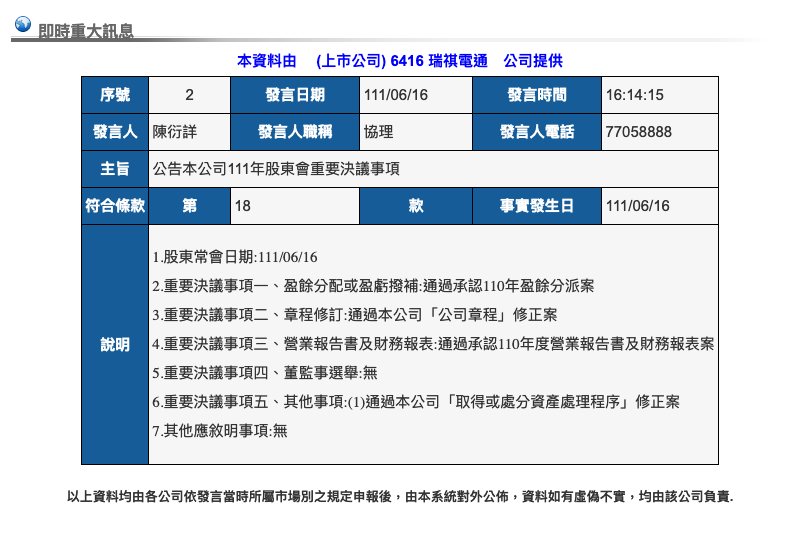 即時重大訊息
本資料由 (上市公司) 6416 瑞祺電通 公司提供
序號 2 發言日期 111/06/16 發言時間 16:14:15
發言人 陳衍詳 發言人職稱 協理 發言人電話 77058888
主旨 公告本公司111年股東會重要決議事項
符合條款 第 18 款 事實發生日 111/06/16
說明
1.股東常會日期:111/06/16
2.重要決議事項一、盈餘分配或盈虧撥補:通過承認110年盈餘分派案
3.重要決議事項二、章程修訂:通過本公司「公司章程」修正案
4.重要決議事項三、營業報告書及財務報表:通過承認110年度營業報告書及財務報表案
5.重要決議事項四、董監事選舉:無
6.重要決議事項五、其他事項:(1)通過本公司「取得或處分資產處理程序」修正案
7.其他應敘明事項:無
以上資料均由各公司依發言當時所屬市場別之規定申報後，由本系統對外公佈，資料如有虛偽不實，均由該公司負責.